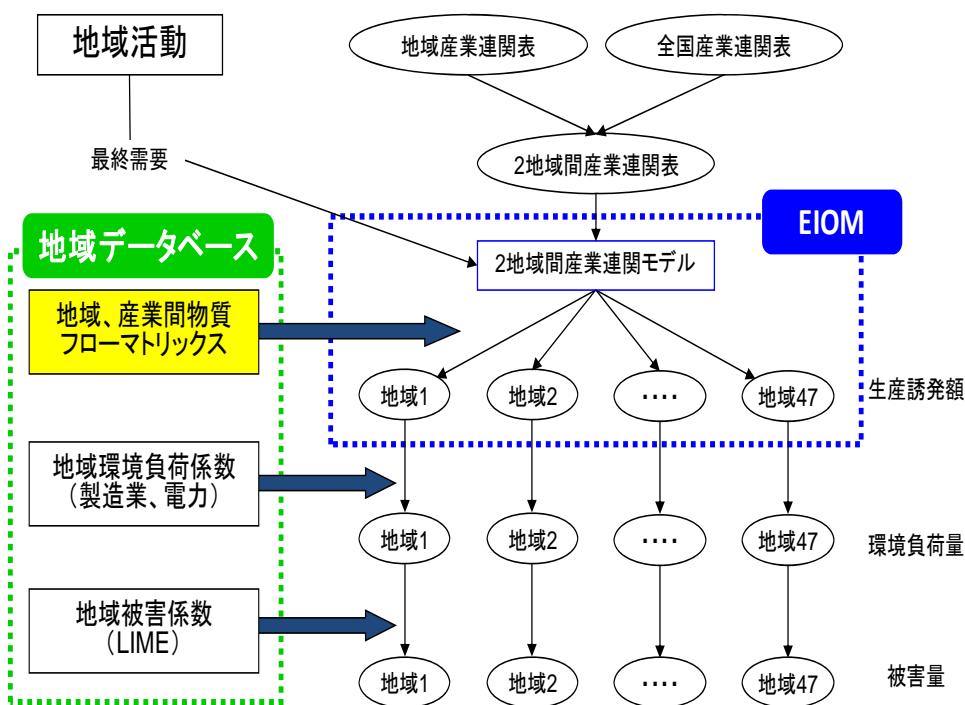 地域活動
地域産業連関表
全国産業連関表
最終需要
2地域間産業連関表
EIOM
地域データベース
2地域間産業連関モデル
地域、産業間物質
フローマトリックス
地域1
地域2
····
地域47
生産誘発額
地域環境負荷係数
(製造業、電力)
地域1
地域2
····
地域47
環境負荷量
地域被害係数
(LIME)
地域1
地域2
····
地域47
被害量